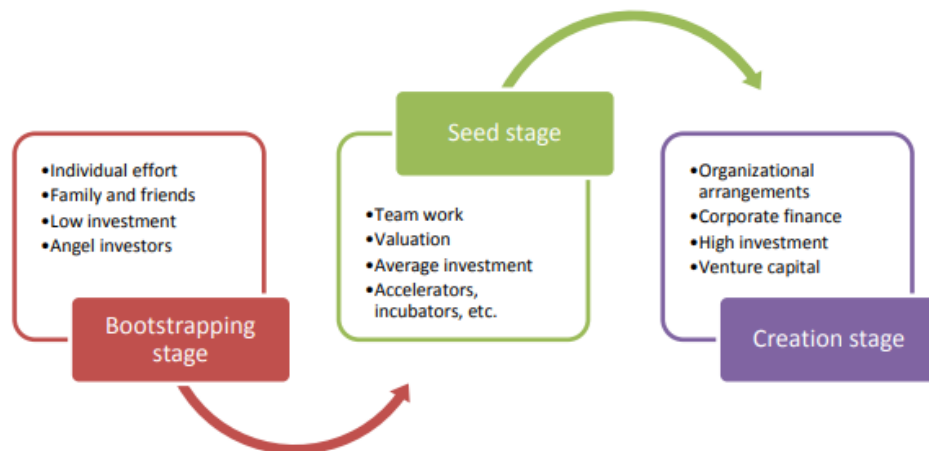 •Individual effort
•Family and friends
•Low investment
•Angel investors
Bootstrapping
stage
Seed stage
•Team work
•Valuation
•Average investment
•Accelerators,
incubators, etc.
•Organizational
arrangements
•Corporate finance
•High investment
•Venture capital
Creation stage